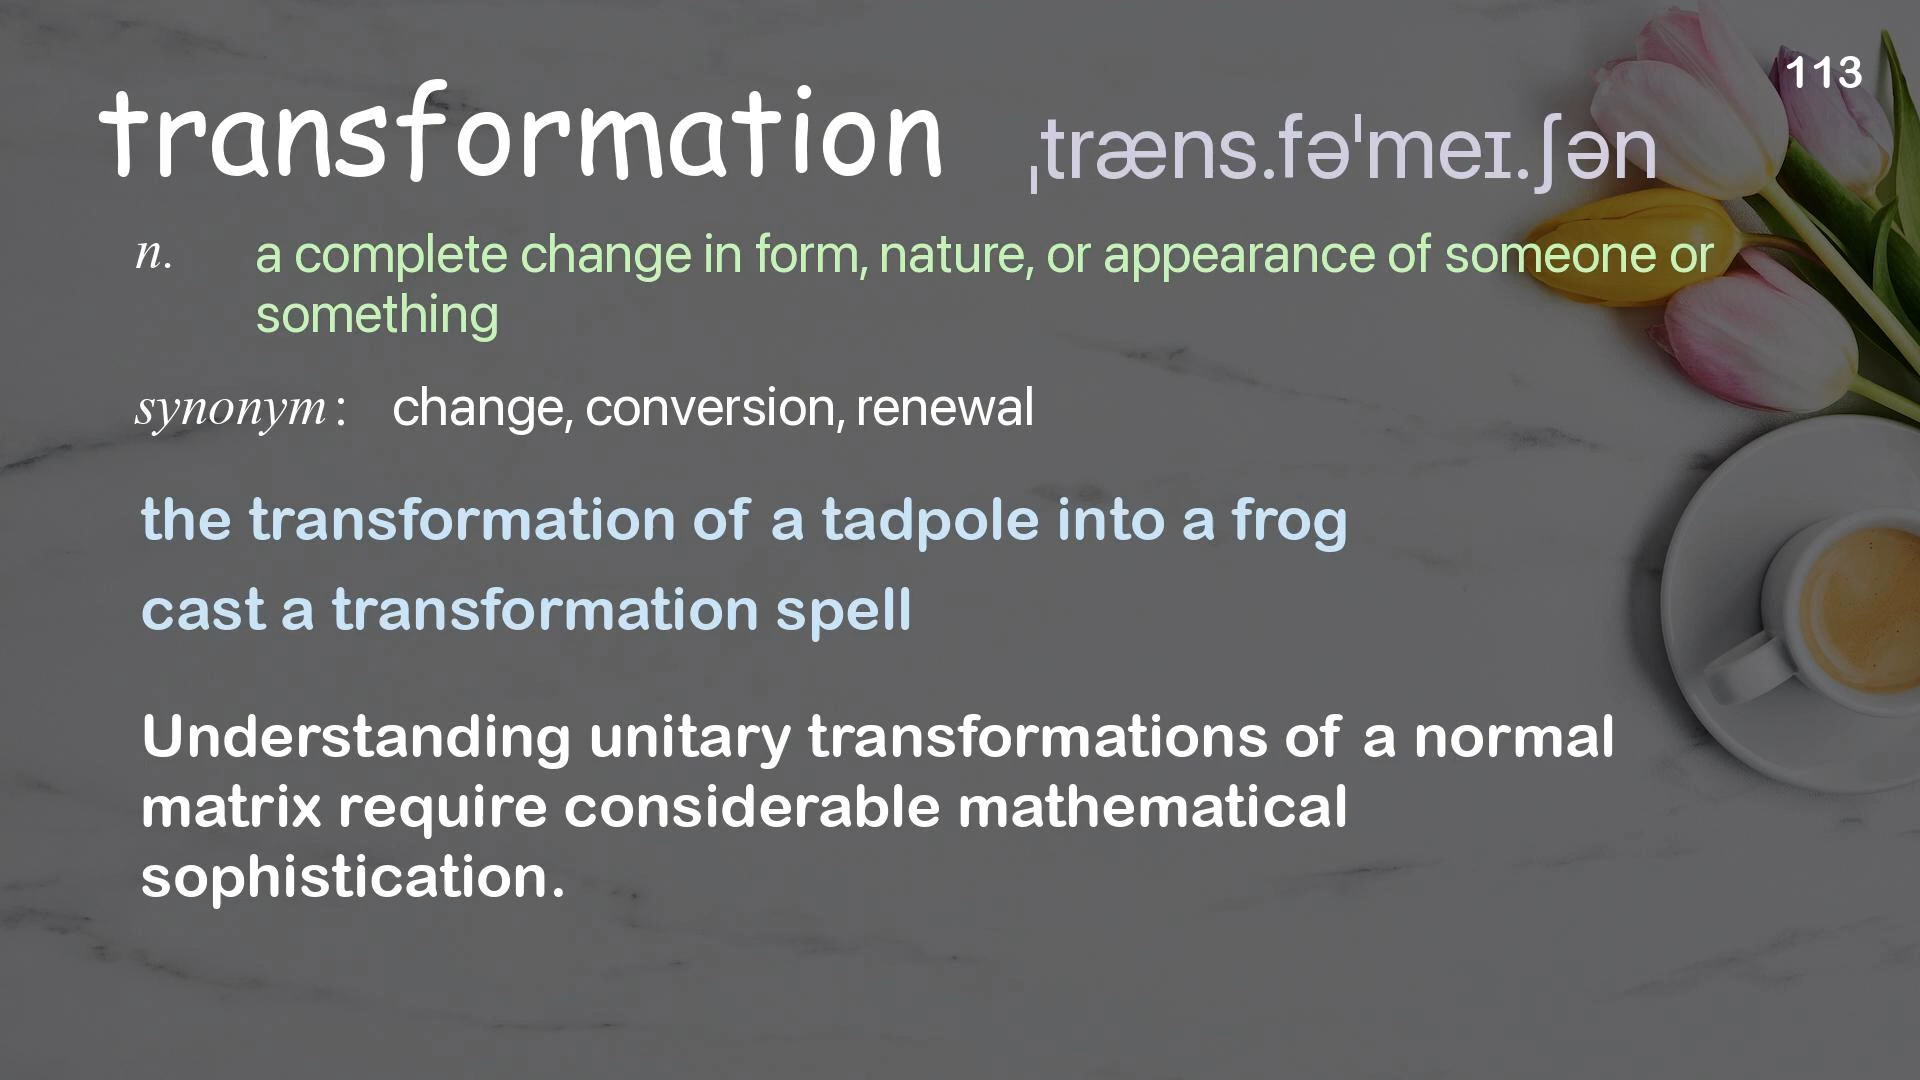 113
transformation ˌtræns.fəˈmeɪ.ʃən
n. a complete change in form, nature, or appearance of someone or
something
synonym: change, conversion, renewal
the transformation of a tadpole into a frog
cast a transformation spell
Understanding unitary transformations of a normal
matrix require considerable mathematical
sophistication.